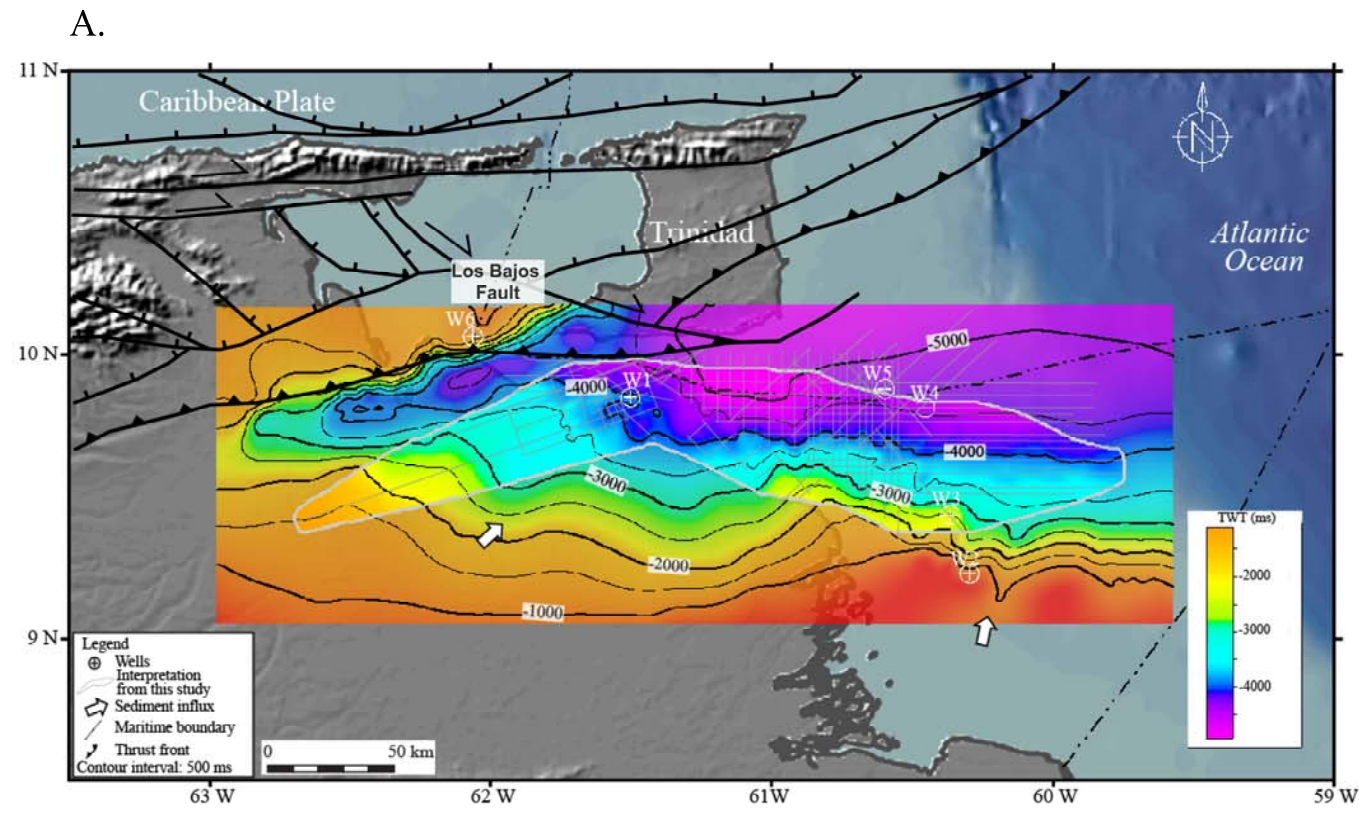 A.
11 N
Caribbean Plate
N
Trinidad
Atlantic
Ocean
Los Bajos
Fault
W6
10 N
-5000
W5
W1
-4000
W4
-4000
-3000
-3000
W3
TWT (ms)
-2000
W2
-2000
-1000
-3000
9 N
Legend
Wells
Interpretation
from this study
Sediment influx
Maritime boundary
Thrust front
Contour interval: 500 ms
-4000
0 50 km
63 W 62 W 61W 60 W 59 W